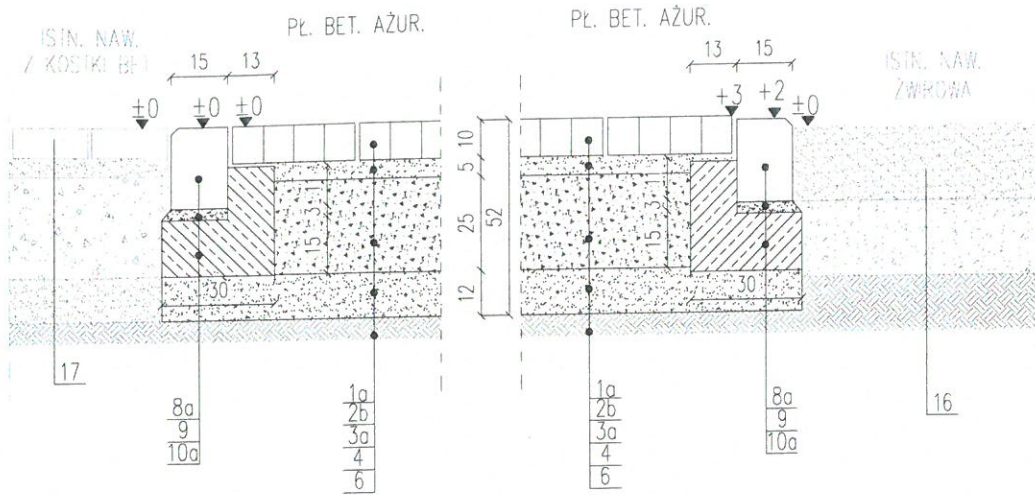 PŁ. BET. AŻUR.
PŁ. BET. AŻUR.
ISTN. NAW.
Z KOSTKI BET
ISTN. NAW.
ŻWIROWA
15
13
13
15
±0
±0
±0
+3
+2
±0
10
5
25
12
52
15
3
15
3
30
30
17
8a
9
10a
1a
2b
3a
4
6
1a
2b
3a
4
6
8a
9
10a
16